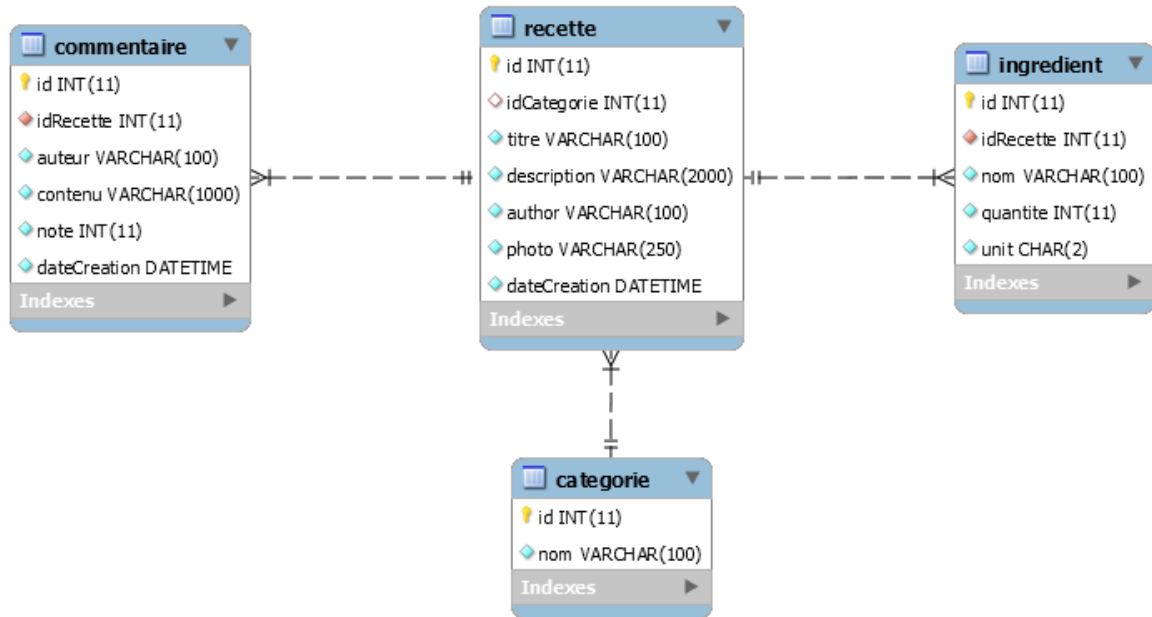 commentaire
id INT(11)
idRecette INT(11)
auteur VARCHAR(100)
contenu VARCHAR(1000)
note INT(11)
dateCreation DATETIME
Indexes
recette
id INT(11)
idCategorie INT(11)
titre VARCHAR(100)
description VARCHAR(2000)
author VARCHAR(100)
photo VARCHAR(250)
dateCreation DATETIME
Indexes
ingredient
id INT(11)
idRecette INT(11)
nom VARCHAR(100)
quantite INT(11)
unit CHAR(2)
Indexes
categorie
id INT(11)
nom VARCHAR(100)
Indexes